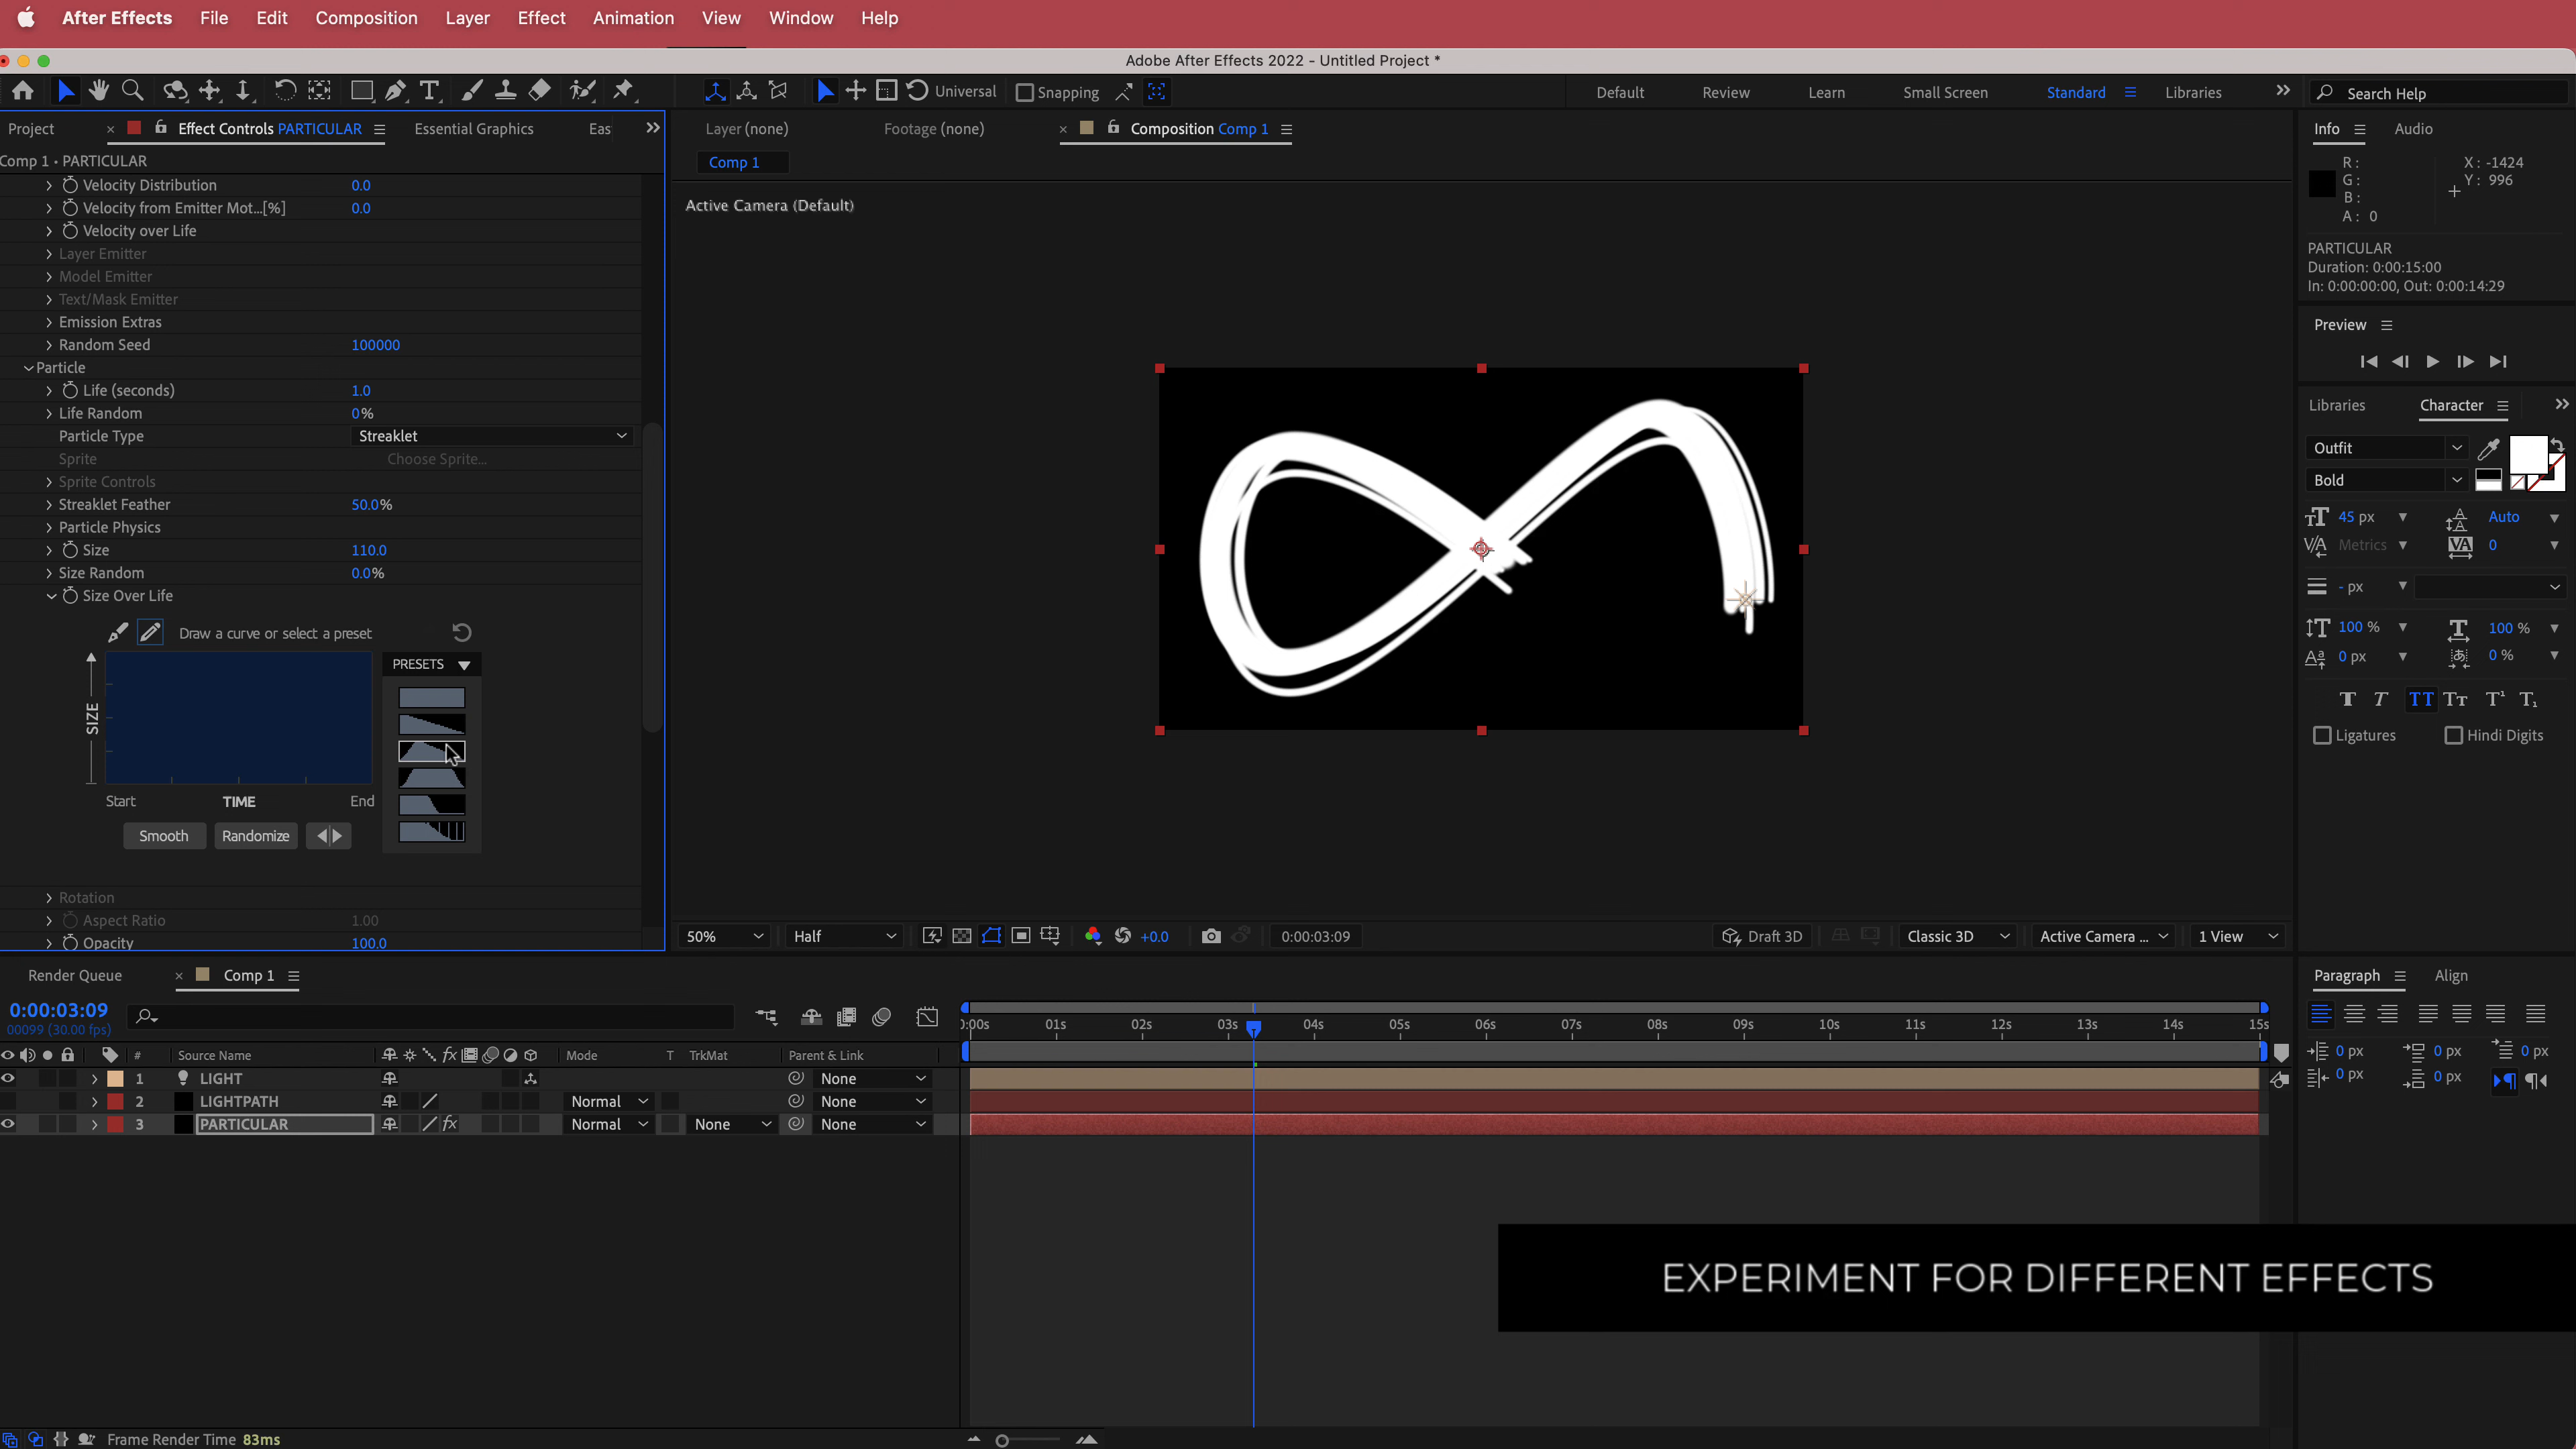 After Effects File Edit Composition Layer Effect Animation View Window Help
Adobe After Effects 2022 - Untitled Project *
Universal Snapping Default Review Learn Small Screen Standard Libraries Search Help
Project Effect Controls PARTICULAR Essential Graphics Eas
Layer (none) Footage (none) Composition Comp 1
Info Audio
Comp 1 • PARTICULAR
Comp 1
R: X: -1424
G: Y: 996
B:
A: 0
Velocity Distribution 0.0
Velocity from Emitter Mot...[%] 0.0
Velocity over Life
Layer Emitter
Model Emitter
Text/Mask Emitter
Emission Extras
Random Seed 100000
Particle
Life (seconds) 1.0
Life Random 0%
Particle Type Streaklet
Sprite Choose Sprite...
Sprite Controls
Streaklet Feather 50.0%
Particle Physics
Size 110.0
Size Random 0.0%
Size Over Life
Draw a curve or select a preset
PRESETS
SIZE
Start TIME End
Smooth Randomize
Rotation
Aspect Ratio 1.00
Opacity 100.0
Active Camera (Default)
50% Half +0.0 0:00:03:09 Draft 3D Classic 3D Active Camera ... 1 View
PARTICULAR
Duration: 0:00:15:00
In: 0:00:00:00, Out: 0:00:14:29
Preview
Libraries Character
Outfit
Bold
45 px Auto
Metrics 0
- px
100 % 100 %
0 px 0 %
T T TT Tt T¹ T₁
Ligatures Hindi Digits
Render Queue Comp 1
0:00:03:09
00099 (30.00 fps)
0:00s 01s 02s 03s 04s 05s 06s 07s 08s 09s 10s 11s 12s 13s 14s 15s
# Source Name fx Mode T TrkMat Parent & Link
1 LIGHT None
2 LIGHTPATH Normal None
3 PARTICULAR fx Normal None None
Paragraph Align
0 px 0 px 0 px
0 px 0 px
EXPERIMENT FOR DIFFERENT EFFECTS
Frame Render Time 83ms